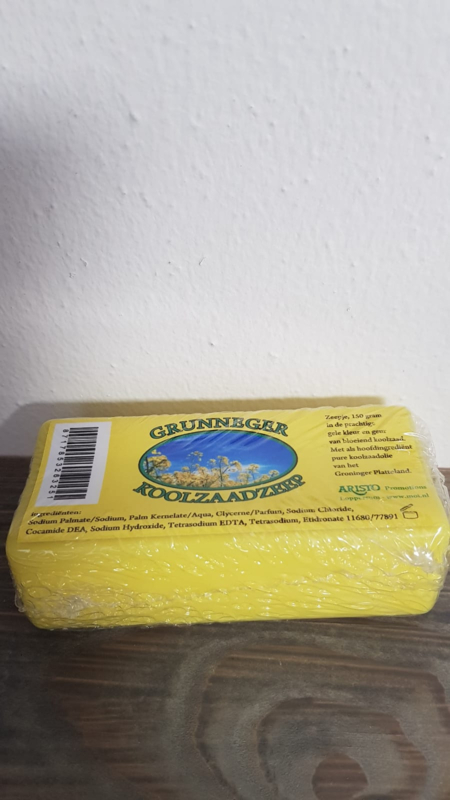 GRUNNEGER
KOOLZAADZEEP
Zeepje, 150 gram
in de prachtige
gele kleur en geur
van bloeiend koolzaad.
Met als hoofdingrediënt
pure koolzaadolie
van het
Groninger Platteland.
ARISTO Promotions
Ingrediënten:
Sodium Palmate/Sodium, Palm Kernelate/Aqua, Glycerne/Parfum, Sodium Chloride,
Cocamide DEA, Sodium Hydroxide, Tetrasodium EDTA, Tetrasodium, Etidronate 11680/77891